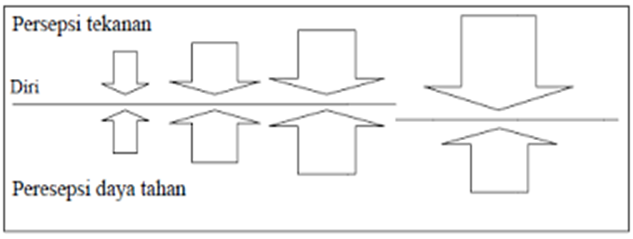 Persepsi tekanan
Diri
Peresepsi daya tahan